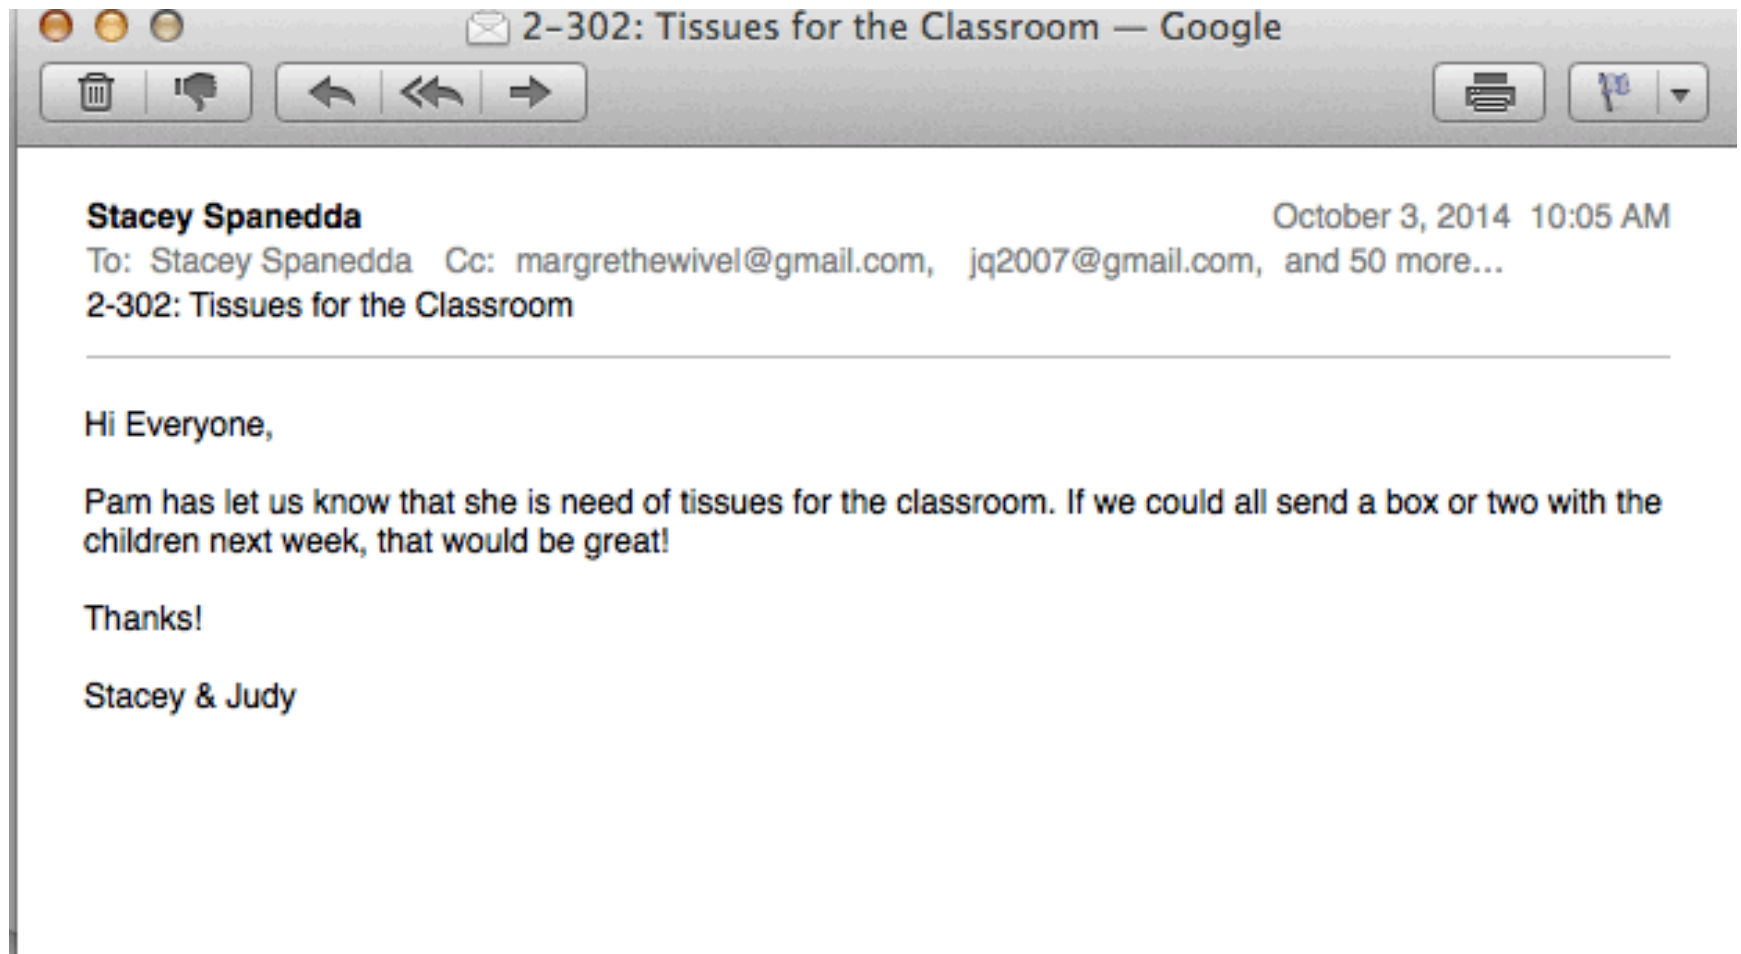 2-302: Tissues for the Classroom — Google
Stacey Spanedda October 3, 2014 10:05 AM
To: Stacey Spanedda Cc: margrethewivel@gmail.com, jq2007@gmail.com, and 50 more...
2-302: Tissues for the Classroom
Hi Everyone,
Pam has let us know that she is need of tissues for the classroom. If we could all send a box or two with the
children next week, that would be great!
Thanks!
Stacey & Judy